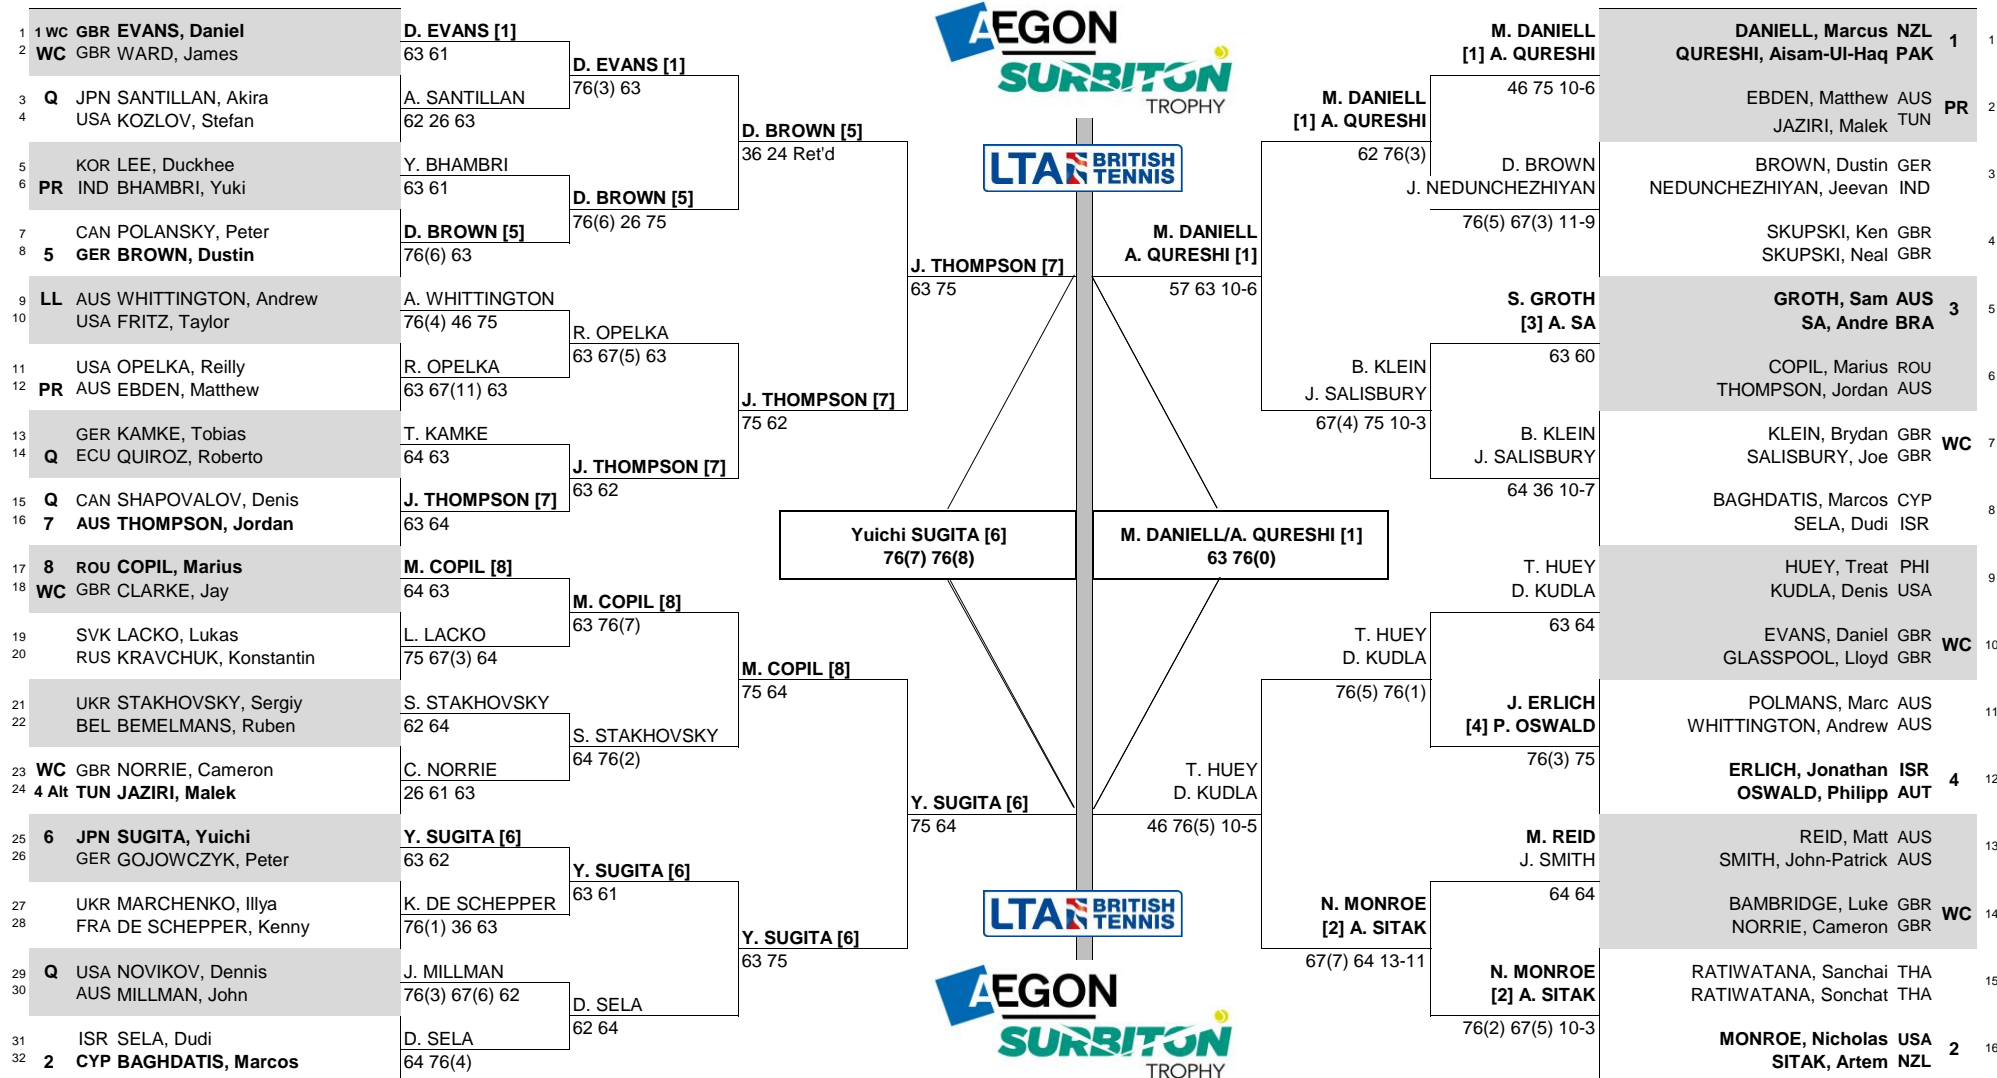 AEGON
SURBITON
TROPHY
LTA BRITISH TENNIS
1 1 WC GBR EVANS, Daniel
2 WC GBR WARD, James
3 Q JPN SANTILLAN, Akira
4 USA KOZLOV, Stefan
5 KOR LEE, Duckhee
6 PR IND BHAMBRI, Yuki
7 CAN POLANSKY, Peter
8 5 GER BROWN, Dustin
9 LL AUS WHITTINGTON, Andrew
10 USA FRITZ, Taylor
11 USA OPELKA, Reilly
12 PR AUS EBDEN, Matthew
13 GER KAMKE, Tobias
14 Q ECU QUIROZ, Roberto
15 Q CAN SHAPOVALOV, Denis
16 7 AUS THOMPSON, Jordan
17 8 ROU COPIL, Marius
18 WC GBR CLARKE, Jay
19 SVK LACKO, Lukas
20 RUS KRAVCHUK, Konstantin
21 UKR STAKHOVSKY, Sergiy
22 BEL BEMELMANS, Ruben
23 WC GBR NORRIE, Cameron
24 4 Alt TUN JAZIRI, Malek
25 6 JPN SUGITA, Yuichi
26 GER GOJOWCZYK, Peter
27 UKR MARCHENKO, Illya
28 FRA DE SCHEPPER, Kenny
29 Q USA NOVIKOV, Dennis
30 AUS MILLMAN, John
31 ISR SELA, Dudi
32 2 CYP BAGHDATIS, Marcos
D. EVANS [1]
63 61
A. SANTILLAN
62 26 63
Y. BHAMBRI
63 61
D. BROWN [5]
76(6) 63
A. WHITTINGTON
76(4) 46 75
R. OPELKA
63 67(11) 63
T. KAMKE
64 63
J. THOMPSON [7]
63 64
M. COPIL [8]
64 63
L. LACKO
75 67(3) 64
S. STAKHOVSKY
62 64
C. NORRIE
26 61 63
Y. SUGITA [6]
63 62
K. DE SCHEPPER
76(1) 36 63
J. MILLMAN
76(3) 67(6) 62
D. SELA
64 76(4)
D. EVANS [1]
76(3) 63
D. BROWN [5]
76(6) 26 75
R. OPELKA
63 67(5) 63
J. THOMPSON [7]
63 62
M. COPIL [8]
63 76(7)
S. STAKHOVSKY
64 76(2)
Y. SUGITA [6]
63 61
D. SELA
62 64
D. BROWN [5]
36 24 Ret'd
J. THOMPSON [7]
75 62
M. COPIL [8]
75 64
Y. SUGITA [6]
63 75
J. THOMPSON [7]
63 75
Y. SUGITA [6]
75 64
Yuichi SUGITA [6]
76(7) 76(8)
M. DANIELL/A. QURESHI [1]
63 76(0)
M. DANIELL
A. QURESHI [1]
57 63 10-6
T. HUEY
D. KUDLA
46 76(5) 10-5
M. DANIELL
[1] A. QURESHI
62 76(3)
B. KLEIN
J. SALISBURY
67(4) 75 10-3
T. HUEY
D. KUDLA
76(5) 76(1)
N. MONROE
[2] A. SITAK
67(7) 64 13-11
M. DANIELL
[1] A. QURESHI
46 75 10-6
D. BROWN
J. NEDUNCHEZHIYAN
76(5) 67(3) 11-9
S. GROTH
[3] A. SA
63 60
B. KLEIN
J. SALISBURY
64 36 10-7
T. HUEY
D. KUDLA
63 64
J. ERLICH
[4] P. OSWALD
76(3) 75
M. REID
J. SMITH
64 64
N. MONROE
[2] A. SITAK
76(2) 67(5) 10-3
DANIELL, Marcus NZL
QURESHI, Aisam-Ul-Haq PAK
1 1
EBDEN, Matthew AUS
JAZIRI, Malek TUN
PR 2
BROWN, Dustin GER
NEDUNCHEZHIYAN, Jeevan IND
3
SKUPSKI, Ken GBR
SKUPSKI, Neal GBR
4
GROTH, Sam AUS
SA, Andre BRA
3 5
COPIL, Marius ROU
THOMPSON, Jordan AUS
6
KLEIN, Brydan GBR
SALISBURY, Joe GBR
WC 7
BAGHDATIS, Marcos CYP
SELA, Dudi ISR
8
HUEY, Treat PHI
KUDLA, Denis USA
9
EVANS, Daniel GBR
GLASSPOOL, Lloyd GBR
WC 10
POLMANS, Marc AUS
WHITTINGTON, Andrew AUS
11
ERLICH, Jonathan ISR
OSWALD, Philipp AUT
4 12
REID, Matt AUS
SMITH, John-Patrick AUS
13
BAMBRIDGE, Luke GBR
NORRIE, Cameron GBR
WC 14
RATIWATANA, Sanchai THA
RATIWATANA, Sonchat THA
15
MONROE, Nicholas USA
SITAK, Artem NZL
2 16
LTA BRITISH TENNIS
AEGON
SURBITON
TROPHY